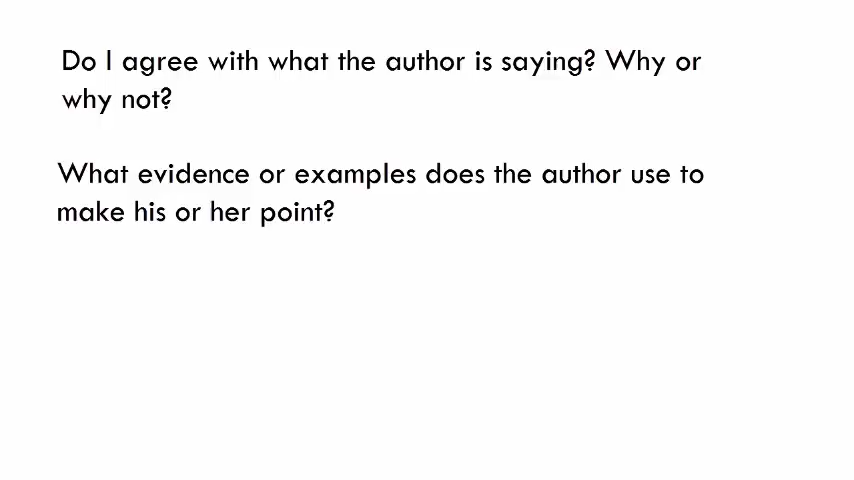 Do I agree with what the author is saying? Why or
why not?
What evidence or examples does the author use to
make his or her point?